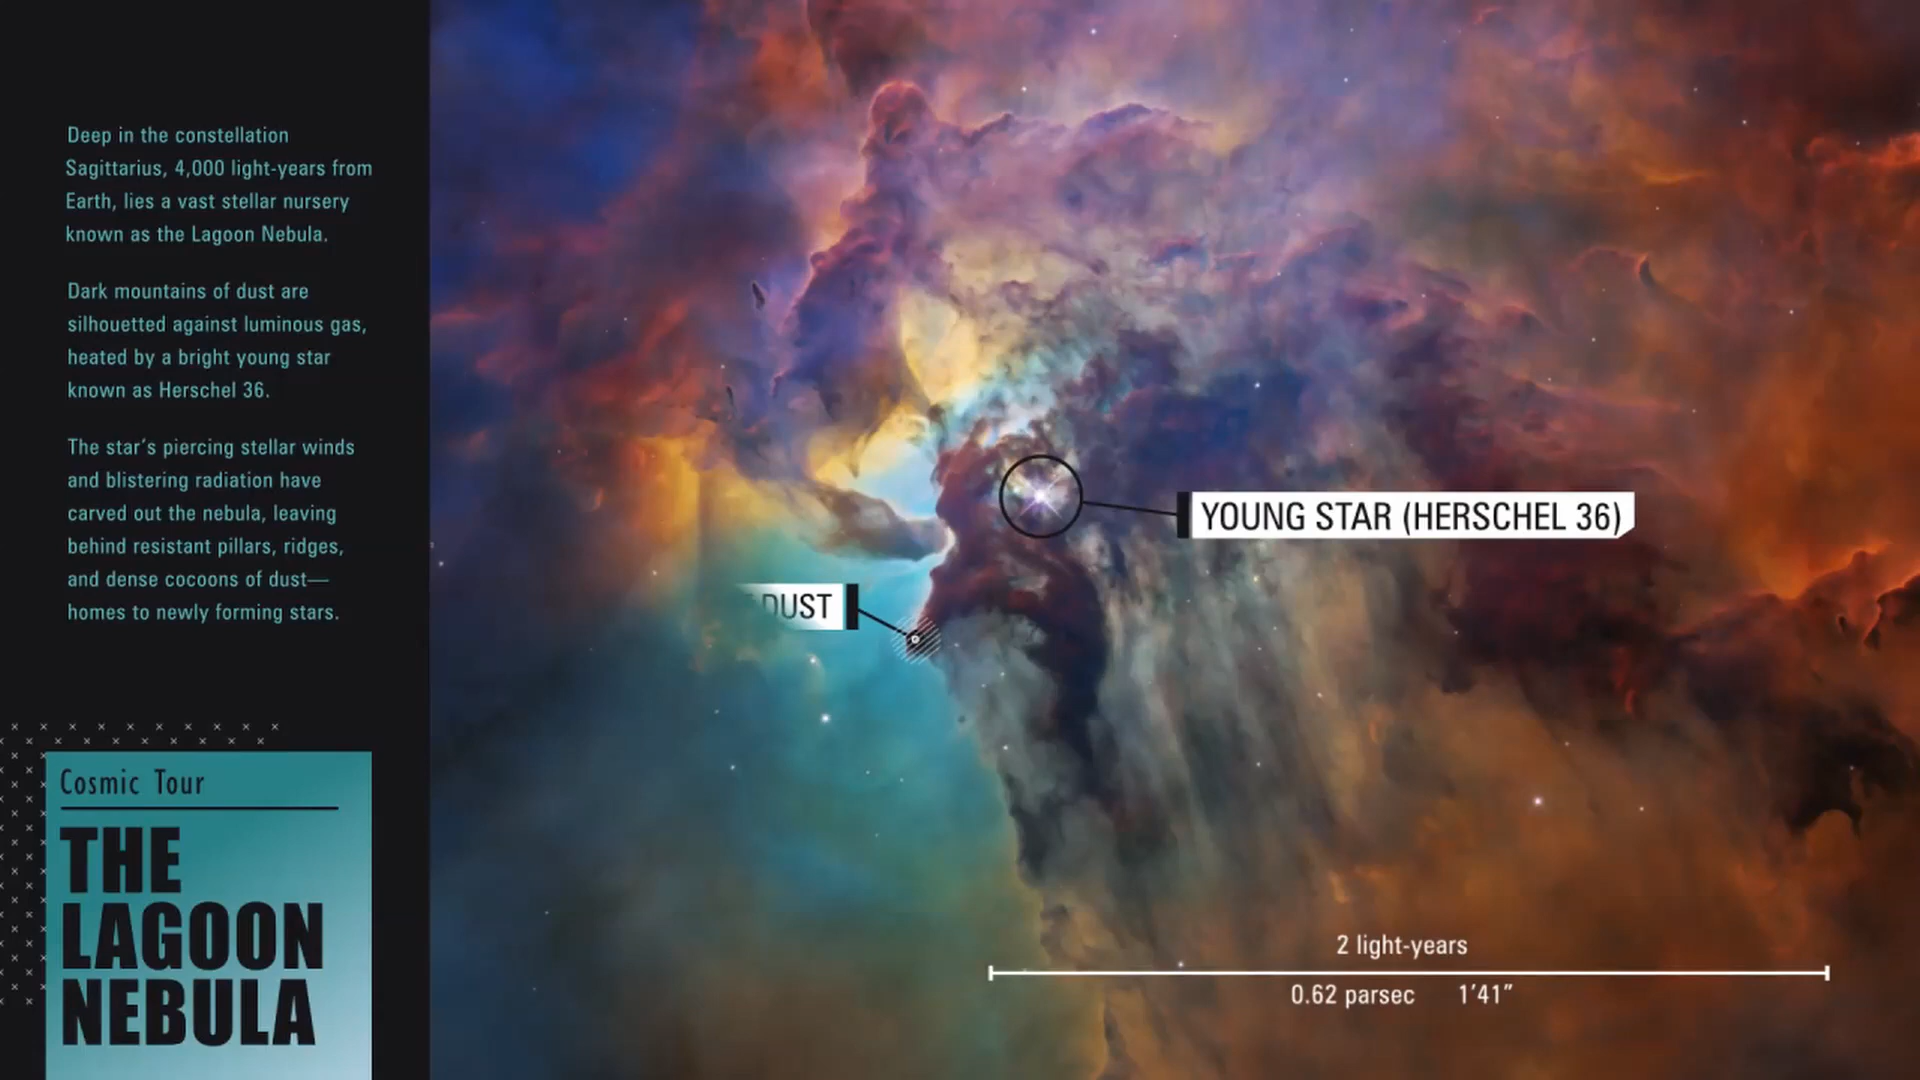 Deep in the constellation
Sagittarius, 4,000 light-years from
Earth, lies a vast stellar nursery
known as the Lagoon Nebula.
Dark mountains of dust are
silhouetted against luminous gas,
heated by a bright young star
known as Herschel 36.
The star's piercing stellar winds
and blistering radiation have
carved out the nebula, leaving
behind resistant pillars, ridges,
and dense cocoons of dust—
homes to newly forming stars.
Cosmic Tour
THE
LAGOON
NEBULA
YOUNG STAR (HERSCHEL 36)
DUST
2 light-years
0.62 parsec 1'41"